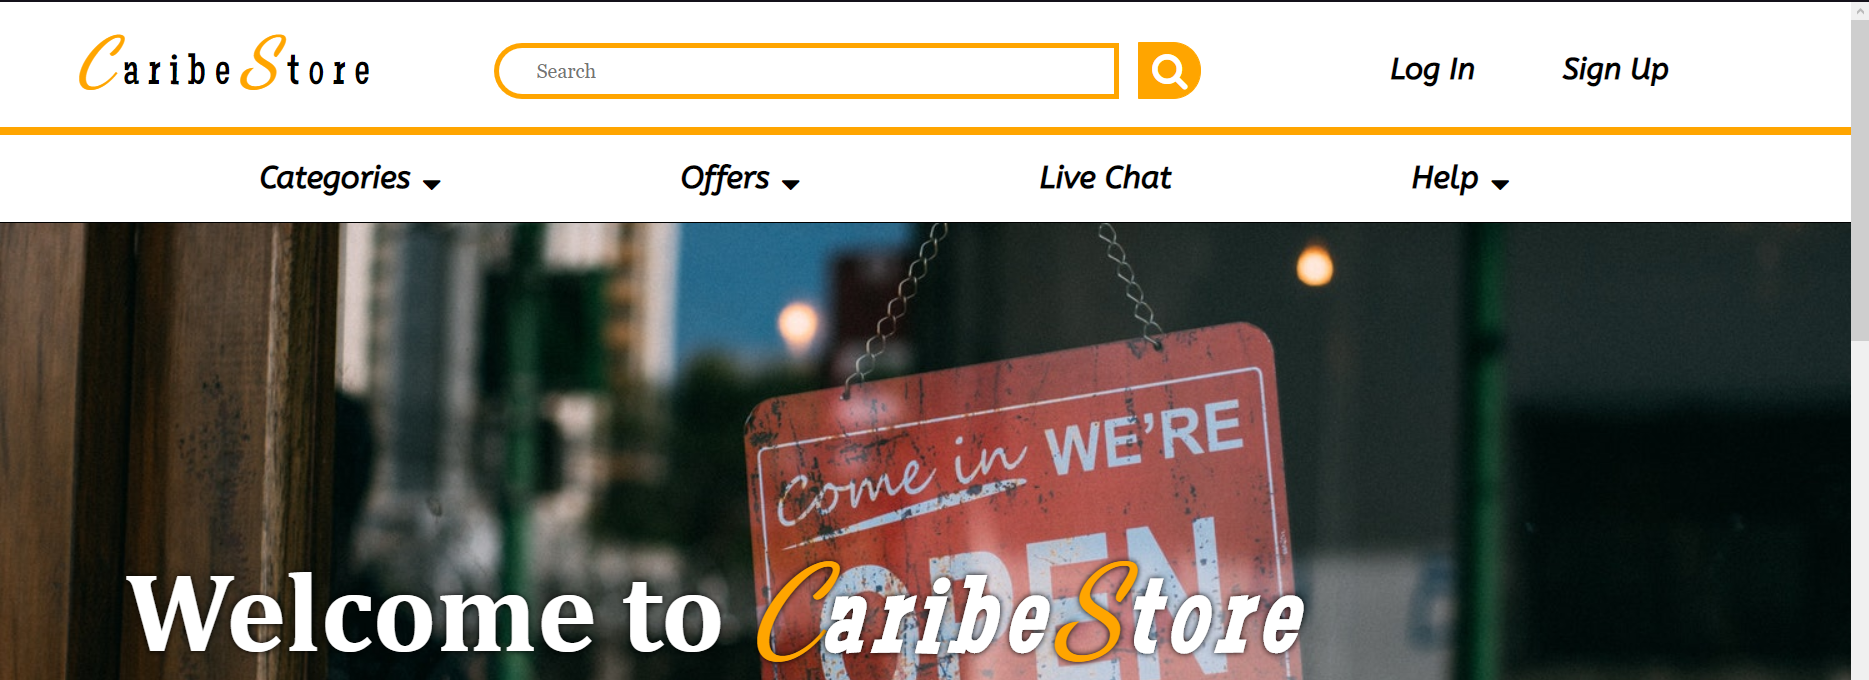 CaribeStore
Search
Log In
Sign Up
Categories
Offers
Live Chat
Help
come in WE'RE
OPEN
Welcome to CaribeStore